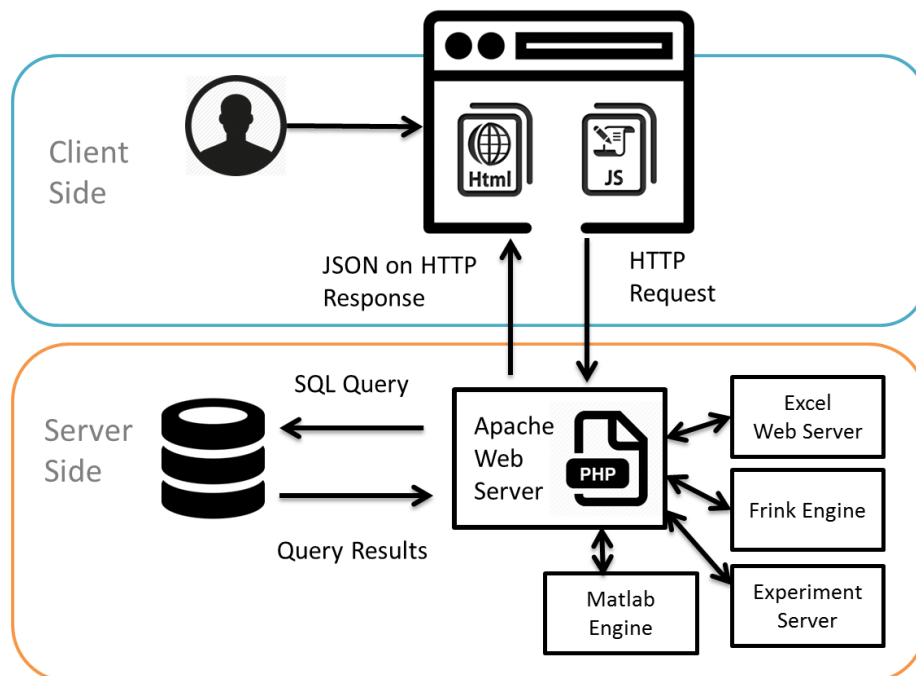 Client
Side
Html
JS
JSON on HTTP
Response
HTTP
Request
Server
Side
SQL Query
Query Results
Apache
Web
Server
PHP
Excel
Web Server
Frink Engine
Experiment
Server
Matlab
Engine